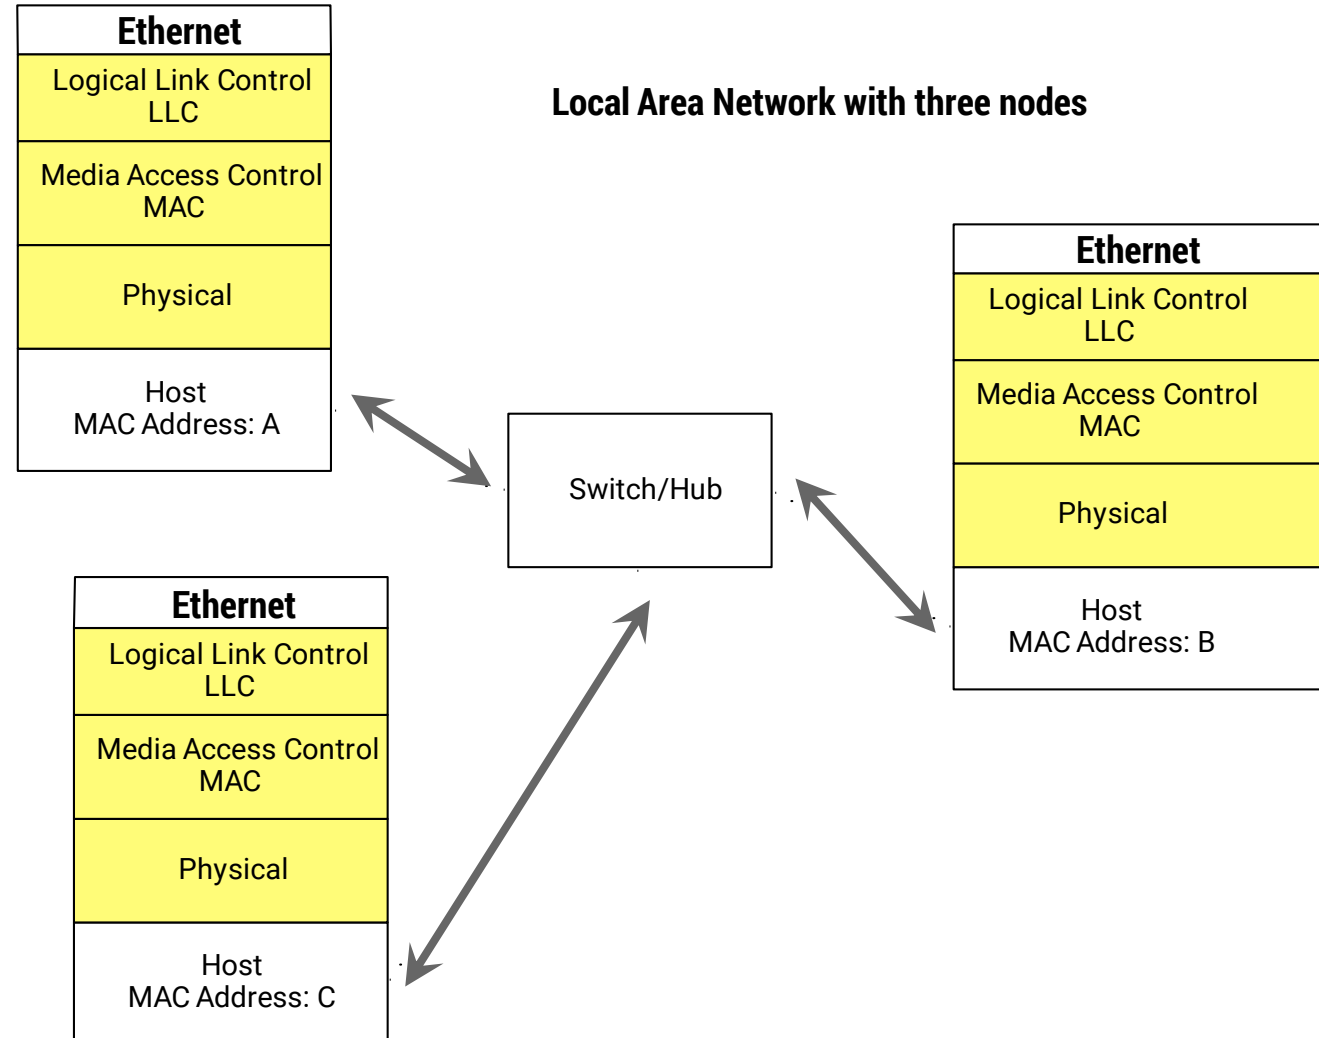 Ethernet
Logical Link Control
LLC
Media Access Control
MAC
Physical
Host
MAC Address: A
Local Area Network with three nodes
Switch/Hub
Ethernet
Logical Link Control
LLC
Media Access Control
MAC
Physical
Host
MAC Address: B
Ethernet
Logical Link Control
LLC
Media Access Control
MAC
Physical
Host
MAC Address: C